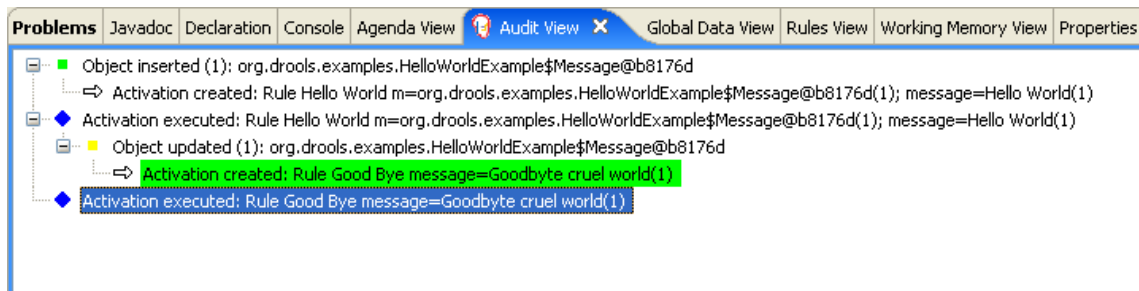 Problems Javadoc Declaration Console Agenda View Audit View Global Data View Rules View Working Memory View Properties
Object inserted (1): org.drools.examples.HelloWorldExample$Message@b8176d
Activation created: Rule Hello World m=org.drools.examples.HelloWorldExample$Message@b8176d(1); message=Hello World(1)
Activation executed: Rule Hello World m=org.drools.examples.HelloWorldExample$Message@b8176d(1); message=Hello World(1)
Object updated (1): org.drools.examples.HelloWorldExample$Message@b8176d
Activation created: Rule Good Bye message=Goodbyte cruel world(1)
Activation executed: Rule Good Bye message=Goodbyte cruel world(1)